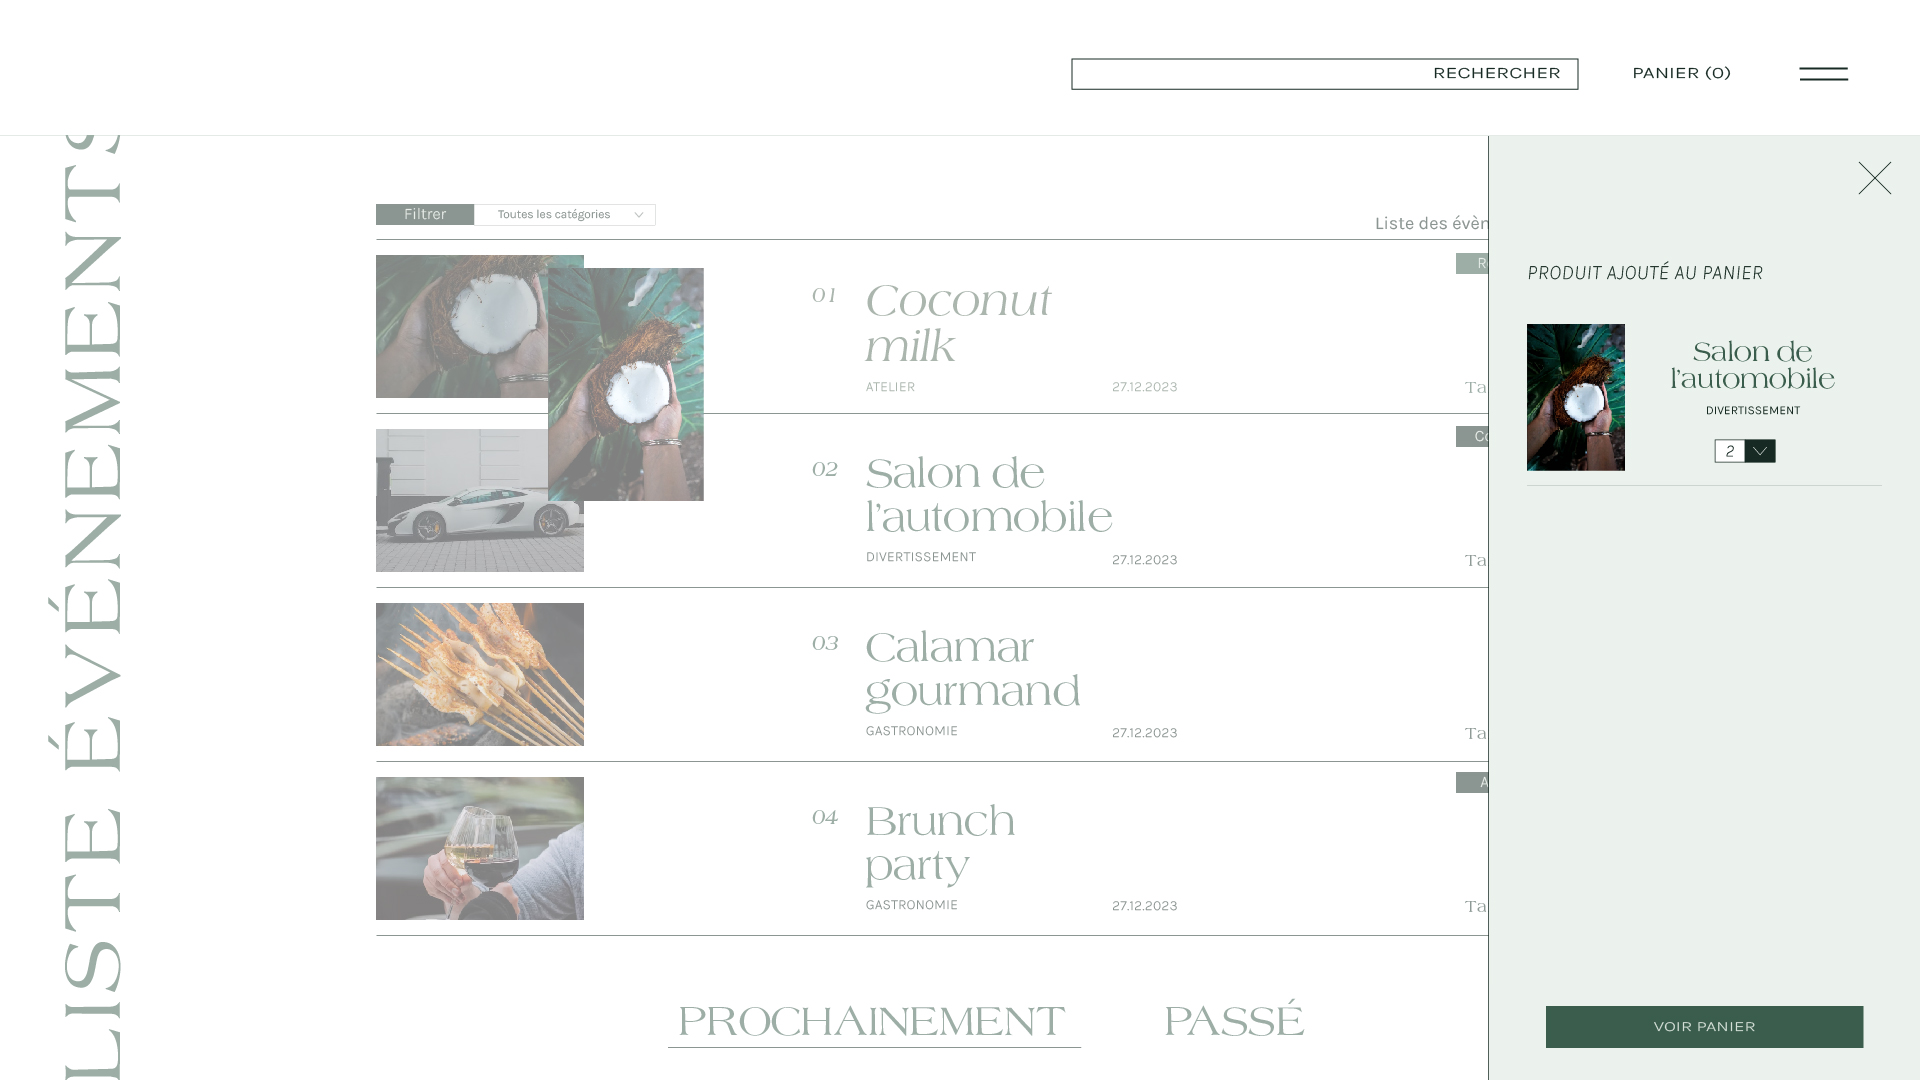 RECHERCHER
PANIER (0)
LISTE ÉVÉNEMENTS
Filtrer
Toutes les catégories
Liste des évèn
01
Coconut
milk
ATELIER
27.12.2023
Ta
02
Co
Salon de
l'automobile
DIVERTISSEMENT
27.12.2023
Ta
03
Calamar
gourmand
GASTRONOMIE
27.12.2023
Ta
04
Brunch
party
GASTRONOMIE
27.12.2023
Ta
PROCHAINEMENT
PASSÉ
PRODUIT AJOUTÉ AU PANIER
Salon de
l'automobile
DIVERTISSEMENT
2
VOIR PANIER